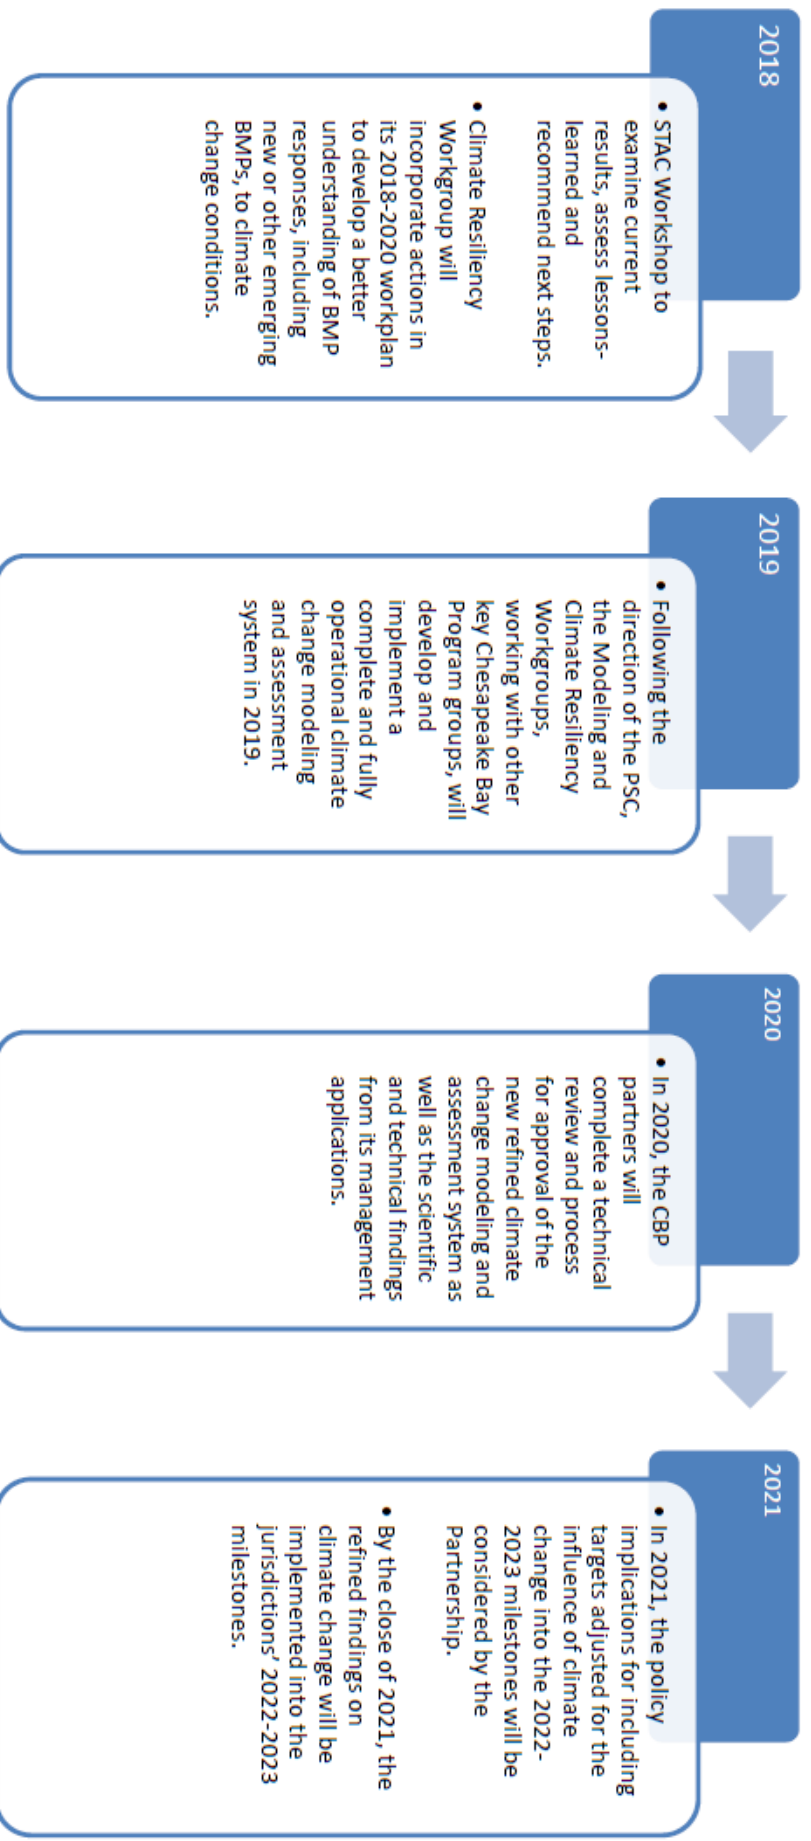 2018
• STAC Workshop to
examine current
results, assess lessons-
learned and
recommend next steps.
• Climate Resiliency
Workgroup will
incorporate actions in
its 2018-2020 workplan
to develop a better
understanding of BMP
responses, including
new or other emerging
BMPs, to climate
change conditions.
2019
• Following the
direction of the PSC,
the Modeling and
Climate Resiliency
Workgroups,
working with other
key Chesapeake Bay
Program groups, will
develop and
implement a
complete and fully
operational climate
change modeling
and assessment
system in 2019.
2020
• In 2020, the CBP
partners will
complete a technical
review and process
for approval of the
new refined climate
change modeling and
assessment system as
well as the scientific
and technical findings
from its management
applications.
2021
• In 2021, the policy
implications for including
targets adjusted for the
influence of climate
change into the 2022-
2023 milestones will be
considered by the
Partnership.
• By the close of 2021, the
refined findings on
climate change will be
implemented into the
jurisdictions’ 2022-2023
milestones.